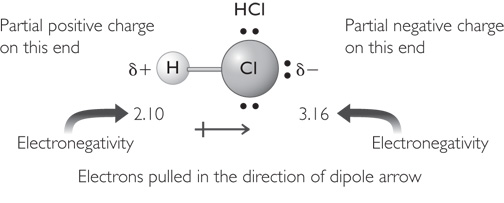 HCl
Partial positive charge
on this end
Partial negative charge
on this end
δ+ H Cl δ−
2.10
3.16
Electronegativity
Electronegativity
Electrons pulled in the direction of dipole arrow